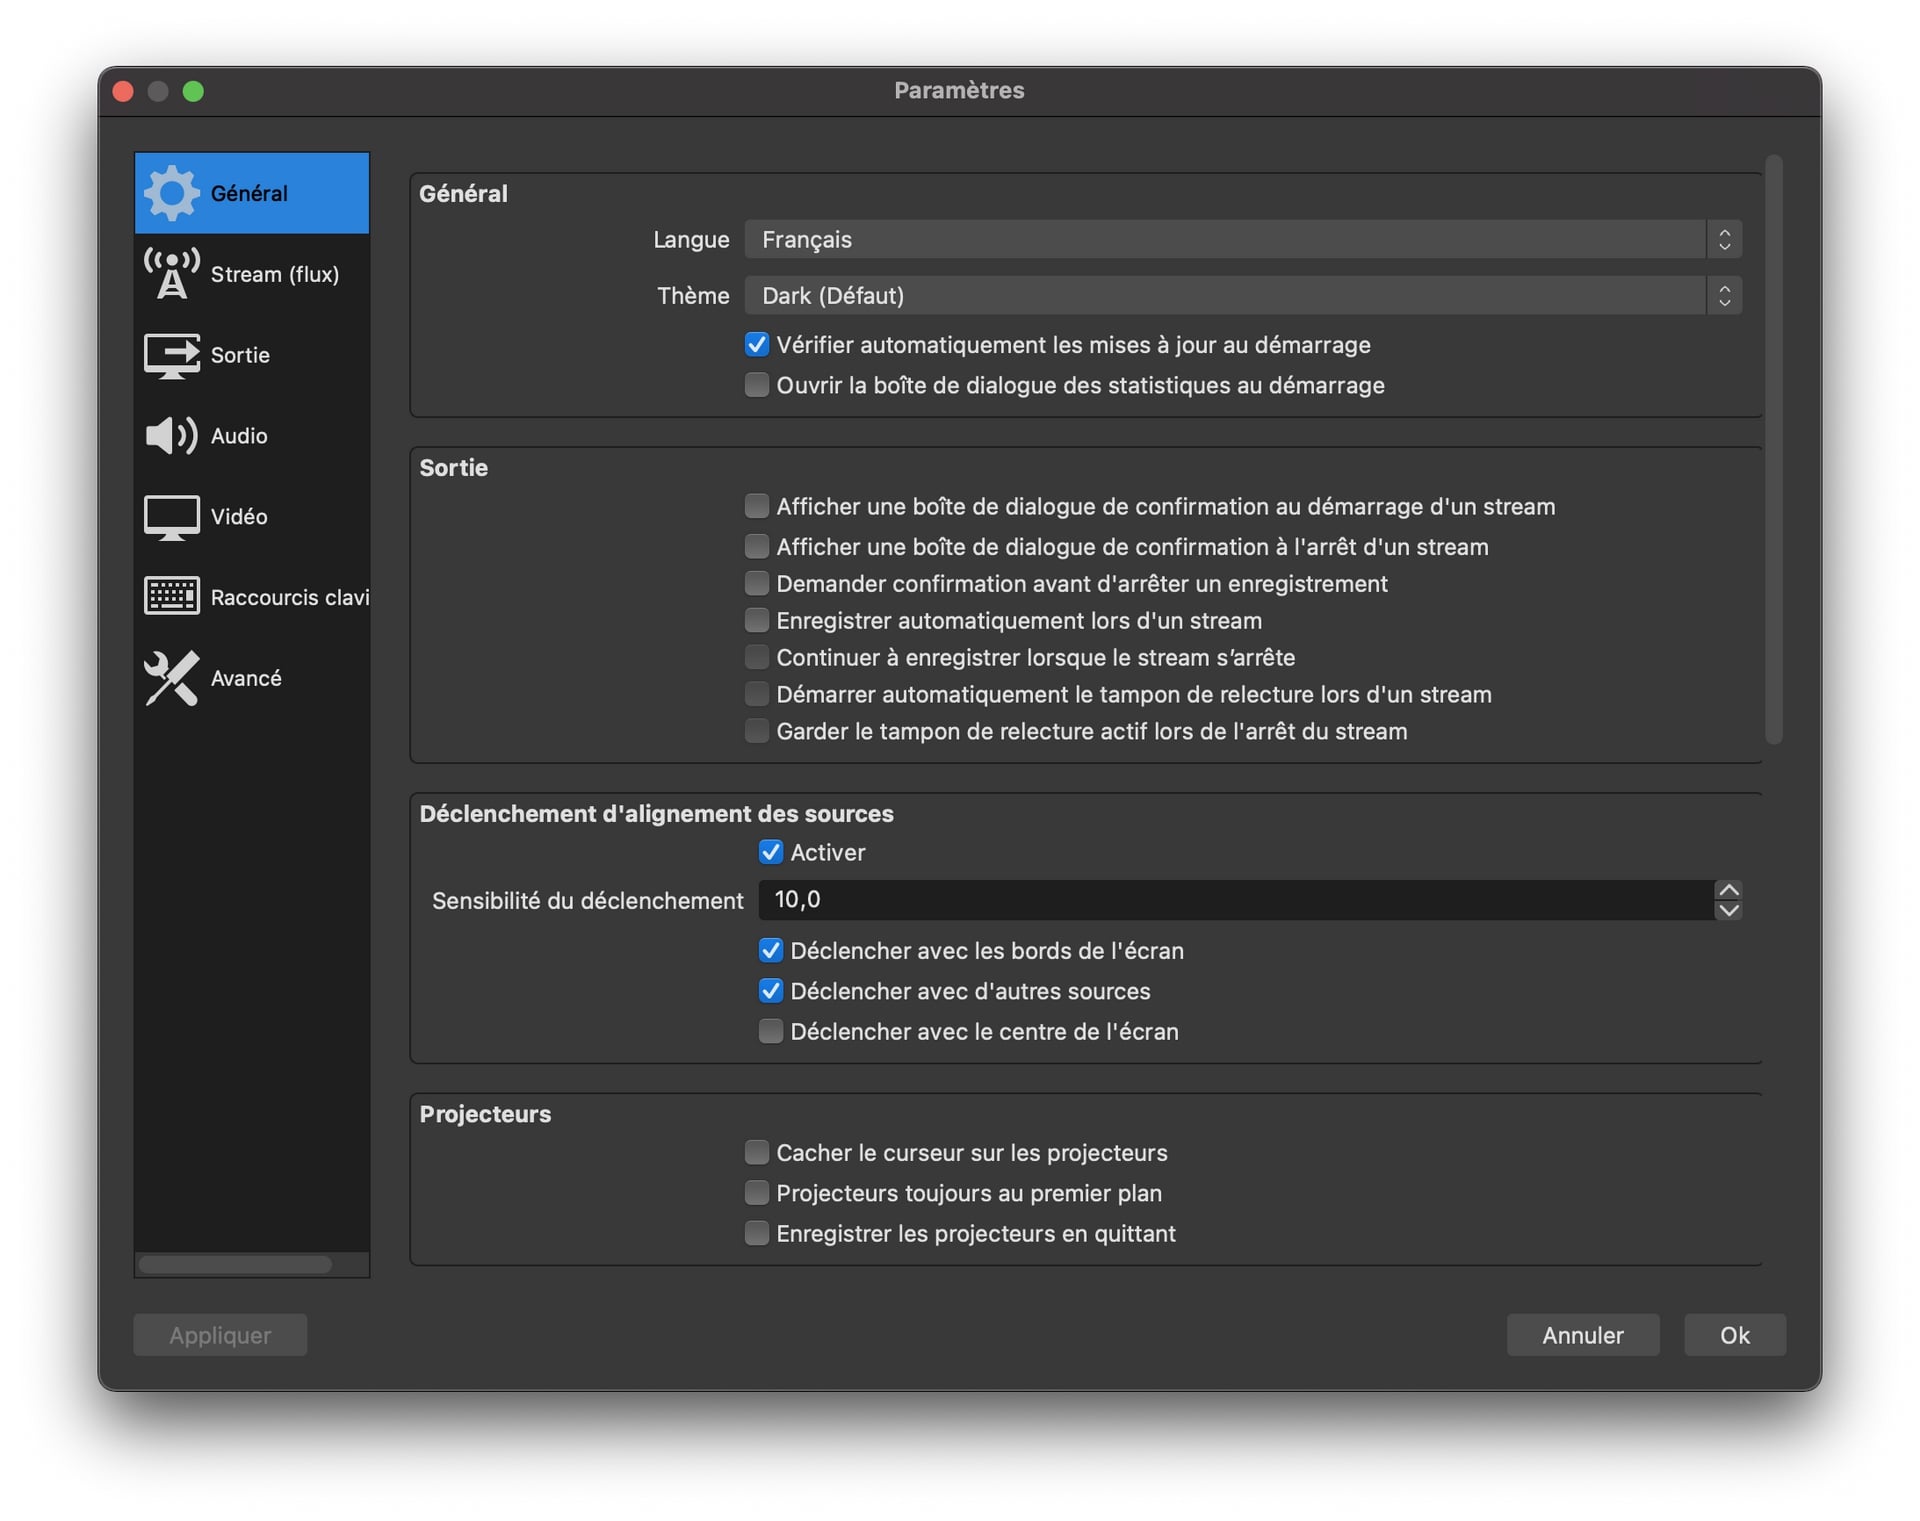 Paramètres
Général
Stream (flux)
Sortie
Audio
Vidéo
Raccourcis clavi
Avancé
Général
Langue Français
Thème Dark (Défaut)
Vérifier automatiquement les mises à jour au démarrage
Ouvrir la boîte de dialogue des statistiques au démarrage
Sortie
Afficher une boîte de dialogue de confirmation au démarrage d'un stream
Afficher une boîte de dialogue de confirmation à l'arrêt d'un stream
Demander confirmation avant d'arrêter un enregistrement
Enregistrer automatiquement lors d'un stream
Continuer à enregistrer lorsque le stream s’arrête
Démarrer automatiquement le tampon de relecture lors d'un stream
Garder le tampon de relecture actif lors de l'arrêt du stream
Déclenchement d'alignement des sources
Activer
Sensibilité du déclenchement 10,0
Déclencher avec les bords de l'écran
Déclencher avec d'autres sources
Déclencher avec le centre de l'écran
Projecteurs
Cacher le curseur sur les projecteurs
Projecteurs toujours au premier plan
Enregistrer les projecteurs en quittant
Appliquer Annuler Ok